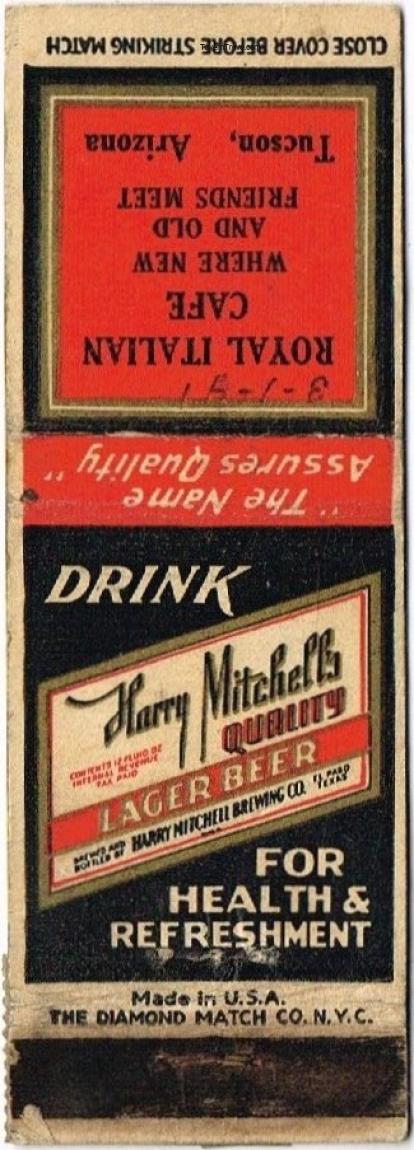 CLOSE COVER BEFORE STRIKING MATCH
Tucson, Arizona
FRIENDS MEET
AND OLD
WHERE NEW
CAFE
ROYAL ITALIAN
"The Name
Assures Quality"
DRINK
Harry Mitchell's
QUALITY
CONTENTS 12 FLUID OZ
INTERNAL REVENUE
TAX PAID
LAGER BEER
BREWED AND
BOTTLED BY HARRY MITCHELL BREWING CO. EL PASO
TEXAS
FOR
HEALTH &
REFRESHMENT
Made in U.S.A.
THE DIAMOND MATCH CO. N.Y.C.